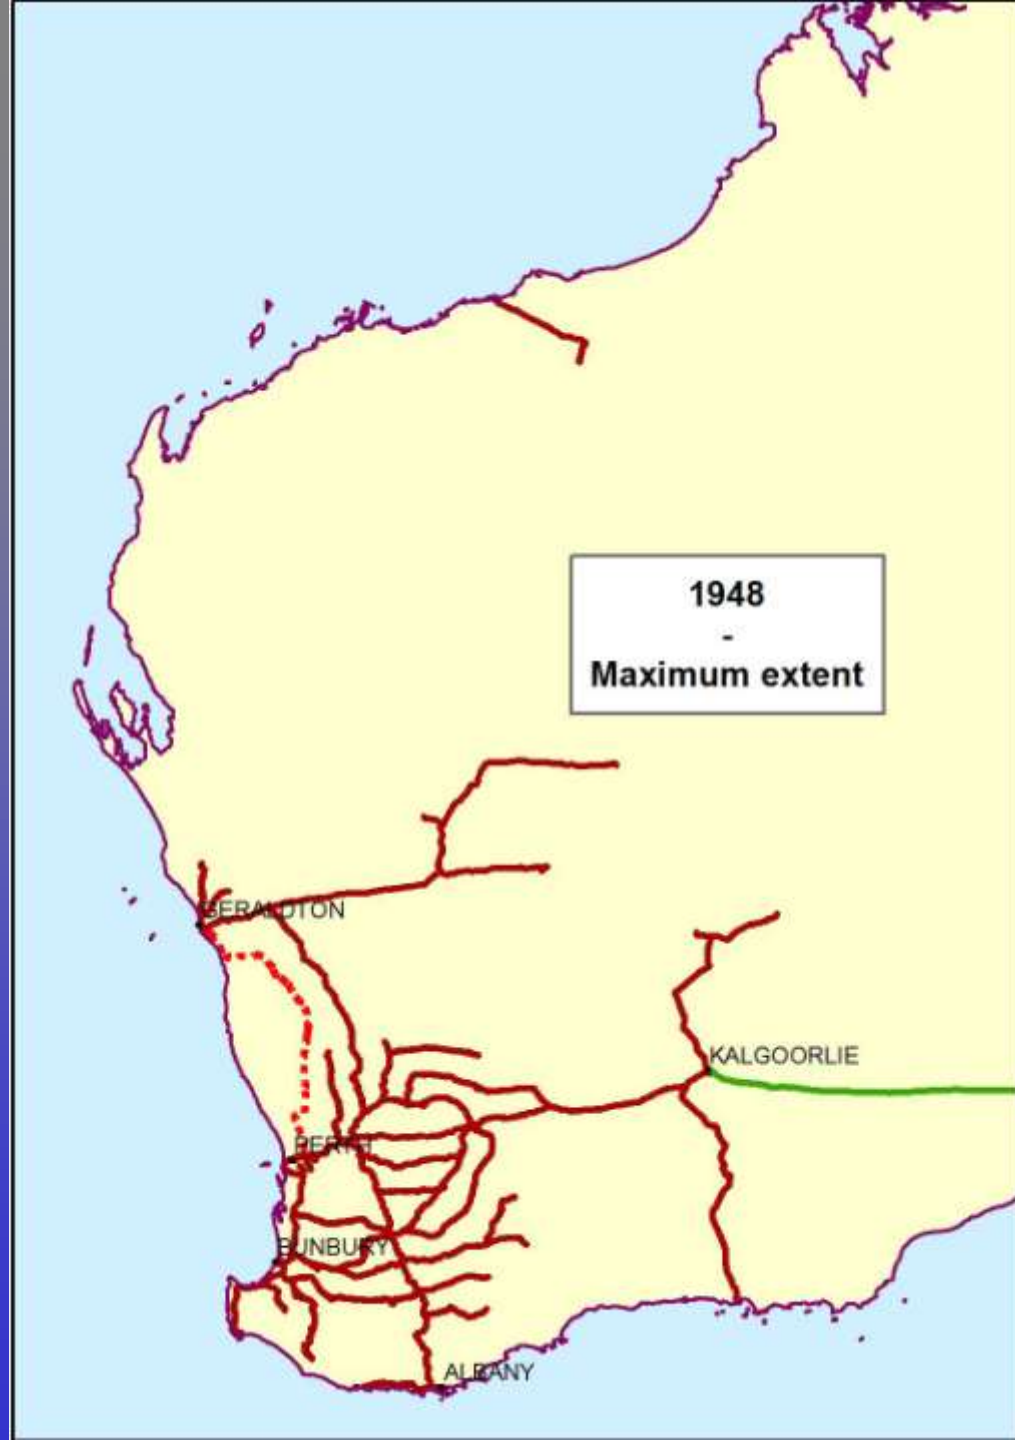 1948
-
Maximum extent
GERALDTON
KALGOORLIE
PERTH
BUNBURY
ALBANY